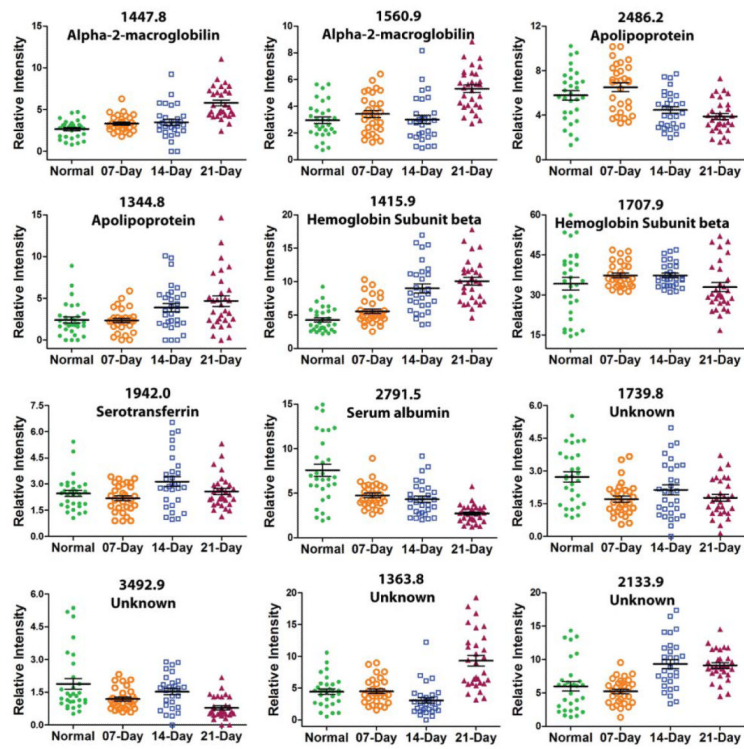 1447.8
Alpha-2-macroglobilin
Relative Intensity
15
10
5
0
Normal 07-Day 14-Day 21-Day
1560.9
Alpha-2-macroglobilin
Relative Intensity
10
8
6
4
2
0
Normal 07-Day 14-Day 21-Day
2486.2
Apolipoprotein
Relative Intensity
12
9
6
3
0
Normal 07-Day 14-Day 21-Day
1344.8
Apolipoprotein
Relative Intensity
15
10
5
0
Normal 07-Day 14-Day 21-Day
1415.9
Hemoglobin Subunit beta
Relative Intensity
20
15
10
5
0
Normal 07-Day 14-Day 21-Day
1707.9
Hemoglobin Subunit beta
Relative Intensity
60
45
30
15
Normal 07-Day 14-Day 21-Day
1942.0
Serotransferrin
Relative Intensity
7.5
6.0
4.5
3.0
1.5
0.0
Normal 07-Day 14-Day 21-Day
2791.5
Serum albumin
Relative Intensity
15
10
5
0
Normal 07-Day 14-Day 21-Day
1739.8
Unknown
Relative Intensity
6.0
4.5
3.0
1.5
0.0
Normal 07-Day 14-Day 21-Day
3492.9
Unknown
Relative Intensity
6.0
4.5
3.0
1.5
0.0
Normal 07-Day 14-Day 21-Day
1363.8
Unknown
Relative Intensity
20
15
10
5
0
Normal 07-Day 14-Day 21-Day
2133.9
Unknown
Relative Intensity
20
15
10
5
0
Normal 07-Day 14-Day 21-Day